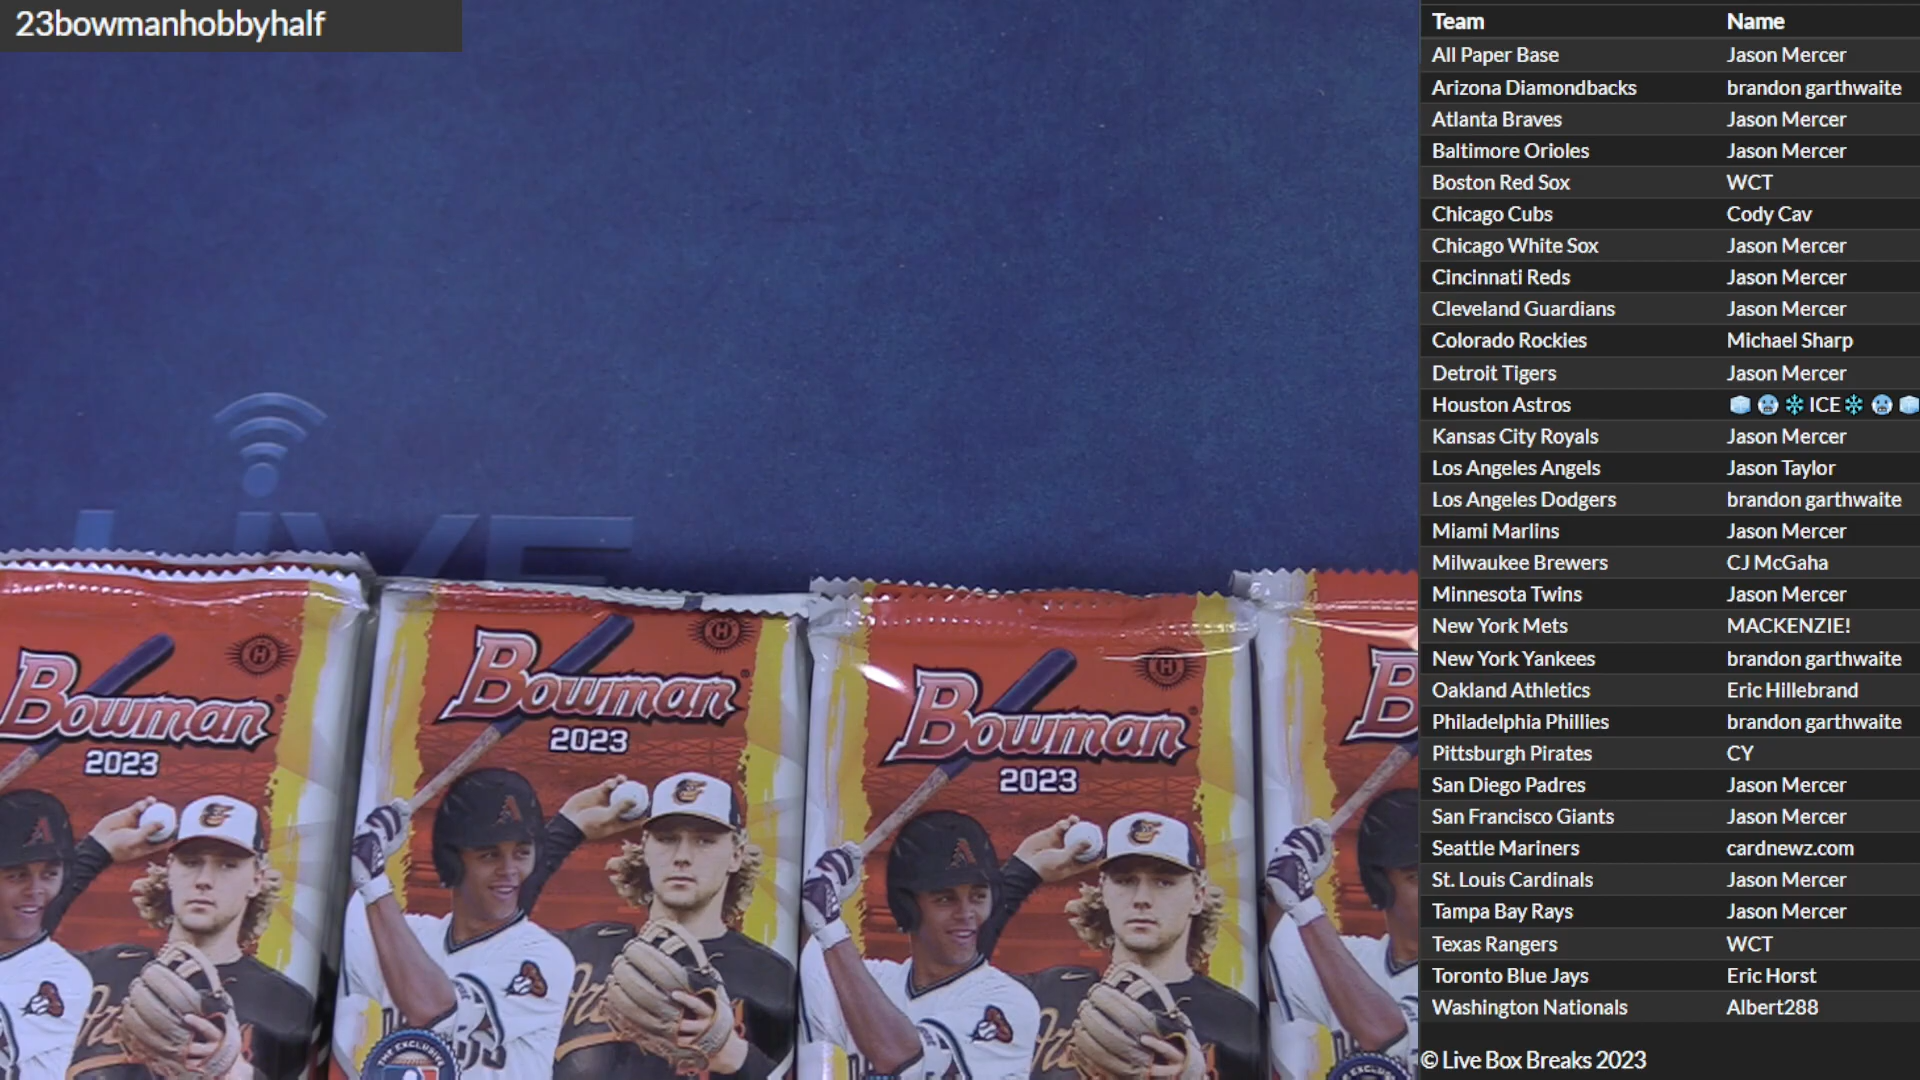 23bowmanhobbyhalf
Team Name
All Paper Base Jason Mercer
Arizona Diamondbacks brandon garthwaite
Atlanta Braves Jason Mercer
Baltimore Orioles Jason Mercer
Boston Red Sox WCT
Chicago Cubs Cody Cav
Chicago White Sox Jason Mercer
Cincinnati Reds Jason Mercer
Cleveland Guardians Jason Mercer
Colorado Rockies Michael Sharp
Detroit Tigers Jason Mercer
Houston Astros 🧊 🥶 ❄ ICE ❄ 🥶 🧊
Kansas City Royals Jason Mercer
Los Angeles Angels Jason Taylor
Los Angeles Dodgers brandon garthwaite
Miami Marlins Jason Mercer
Milwaukee Brewers CJ McGaha
Minnesota Twins Jason Mercer
New York Mets MACKENZIE!
New York Yankees brandon garthwaite
Oakland Athletics Eric Hillebrand
Philadelphia Phillies brandon garthwaite
Pittsburgh Pirates CY
San Diego Padres Jason Mercer
San Francisco Giants Jason Mercer
Seattle Mariners cardnewz.com
St. Louis Cardinals Jason Mercer
Tampa Bay Rays Jason Mercer
Texas Rangers WCT
Toronto Blue Jays Eric Horst
Washington Nationals Albert288
© Live Box Breaks 2023
LIVE
Bowman
2023
Bowman
2023
Bowman
2023
B
THE EXCLUSIVE